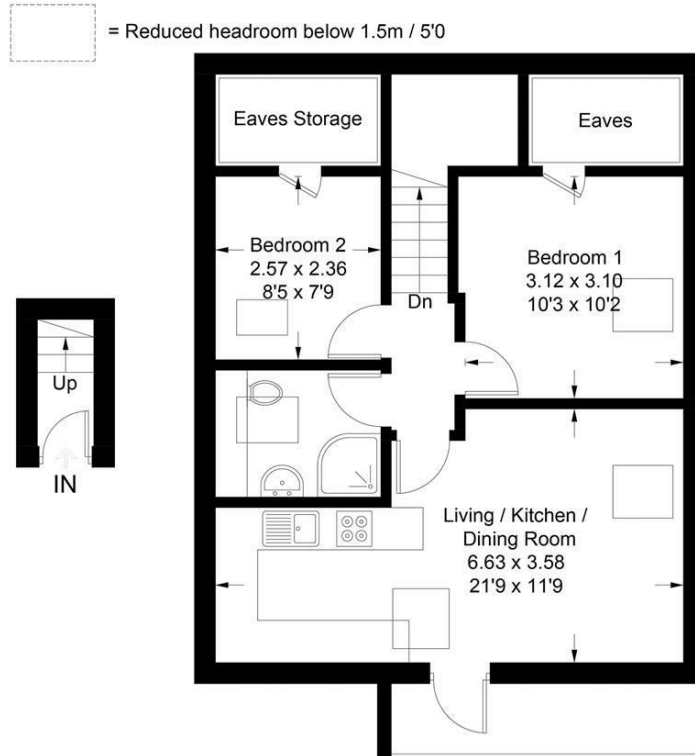 = Reduced headroom below 1.5m / 5'0
Eaves Storage
Eaves
Bedroom 2
2.57 x 2.36
8'5 x 7'9
Bedroom 1
3.12 x 3.10
10'3 x 10'2
Dn
Up
IN
Living / Kitchen /
Dining Room
6.63 x 3.58
21'9 x 11'9